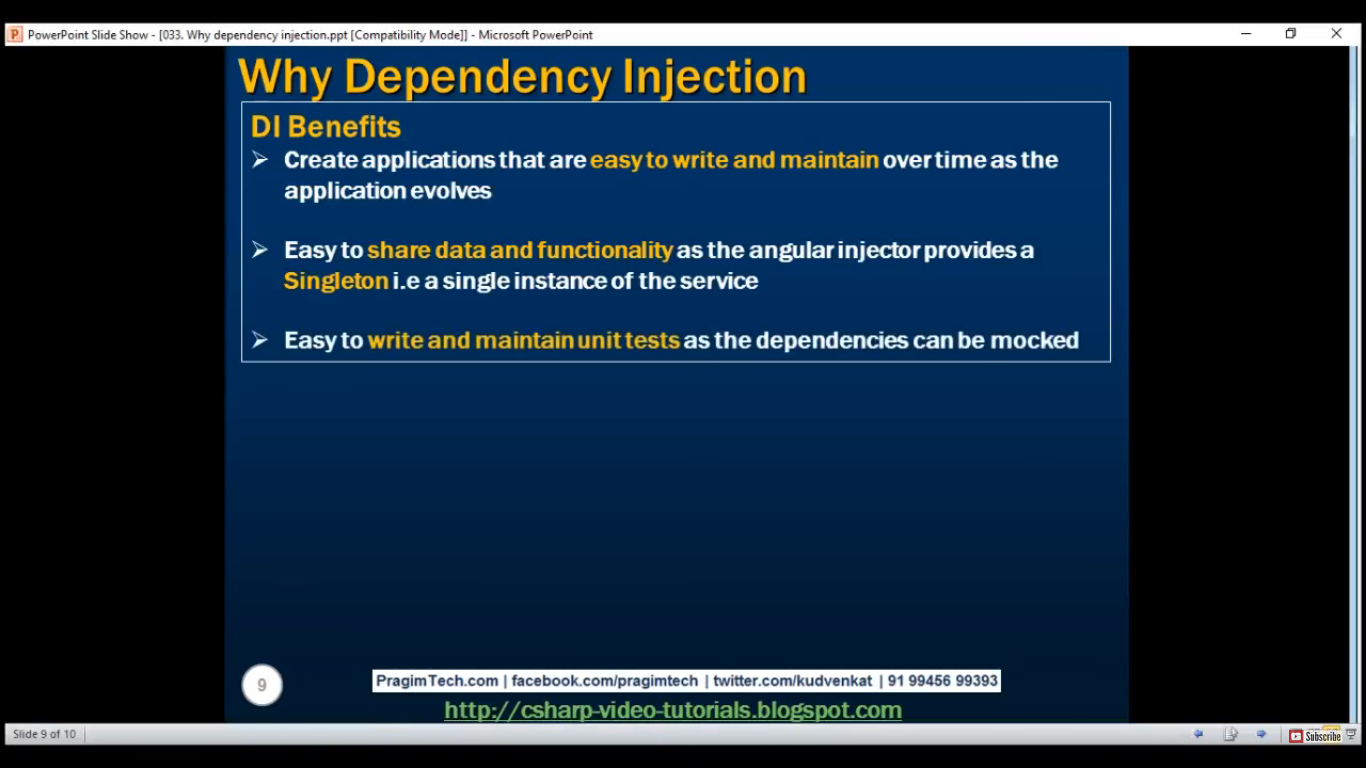 PowerPoint Slide Show - [033. Why dependency injection.ppt [Compatibility Mode]] - Microsoft PowerPoint
Why Dependency Injection
DI Benefits
Create applications that are easy to write and maintain over time as the
application evolves
Easy to share data and functionality as the angular injector provides a
Singleton i.e a single instance of the service
Easy to write and maintain unit tests as the dependencies can be mocked
9
PragimTech.com | facebook.com/pragimtech | twitter.com/kudvenkat | 91 99456 99393
http://csharp-video-tutorials.blogspot.com
Slide 9 of 10
Subscribe